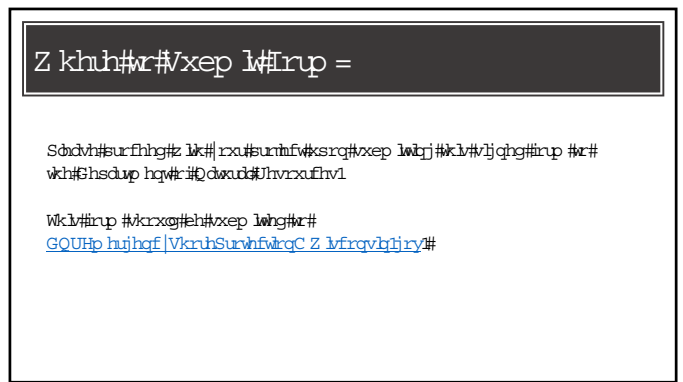 Z khuh#wr#Vxep lw#Irup =
Sohdvh#surfhhg#z lwk#|rxu#surmhfw#xsrq#vxep lwwlqj#wklv#vljqhg#irup #wr#
wkh#Ghsduwp hqw#ri#Qdwxudo#Uhvrxufhv1
Wklv#irup #vkrxog#eh#vxep lwwhg#wr#
GQUHp hujhqf|VkruhSurwhfwlrqC Z lvfrqvlq1jry1#